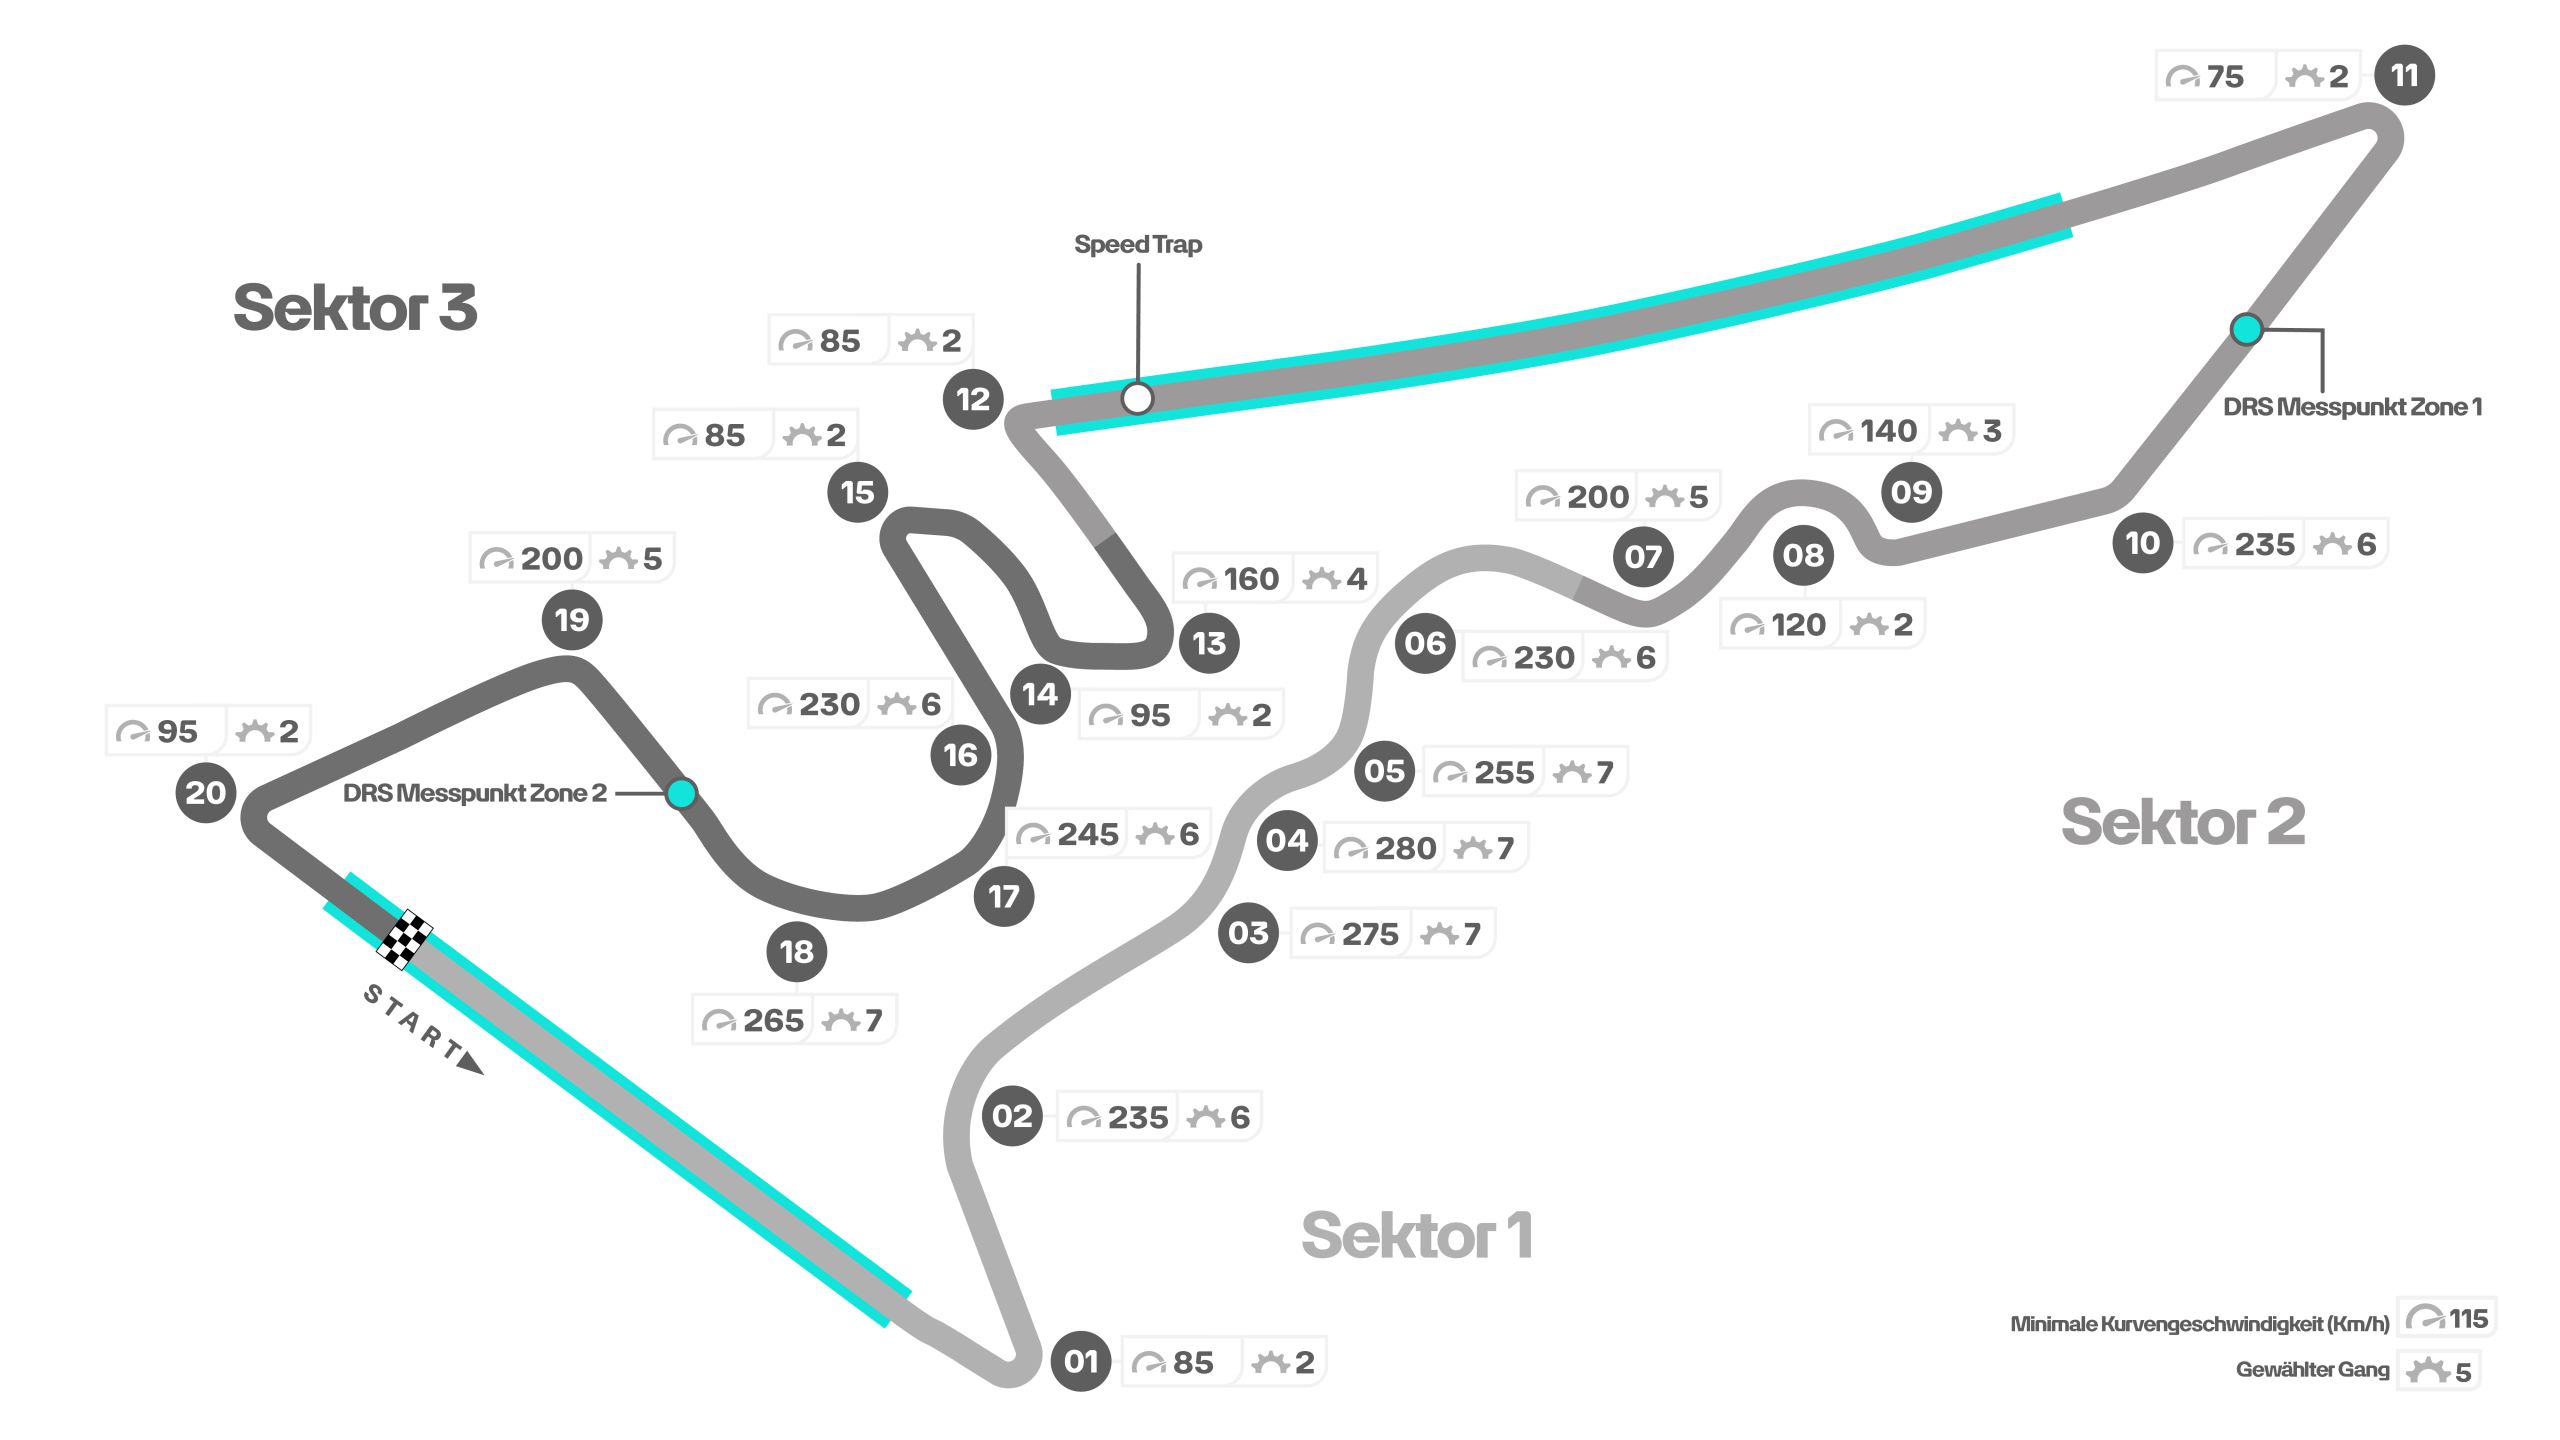 75 2 11
Speed Trap
Sektor 3
85 2
12
DRS Messpunkt Zone 1
85 2
15
140 3
09
200 5
07
10 235 6
200 5
19
160 4
13
08
120 2
06 230 6
14 95 2
230 6
16
95 2
20
DRS Messpunkt Zone 2
05 255 7
Sektor 2
245 6
17
04 280 7
03 275 7
18
265 7
START
02 235 6
Sektor 1
Minimale Kurvengeschwindigkeit (Km/h) 115
01 85 2
Gewählter Gang 5